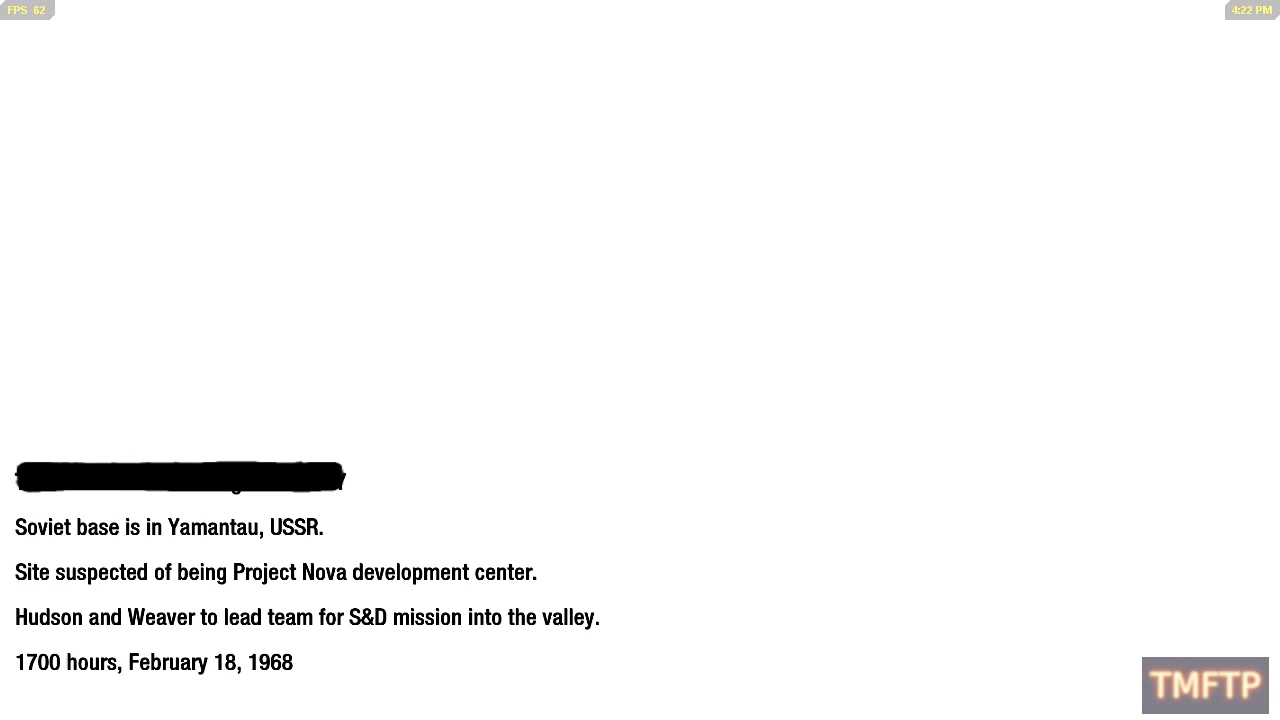 FPS 62
4:22 PM
Soviet base is in Yamantau, USSR.
Site suspected of being Project Nova development center.
Hudson and Weaver to lead team for S&D mission into the valley.
1700 hours, February 18, 1968
TMFTP